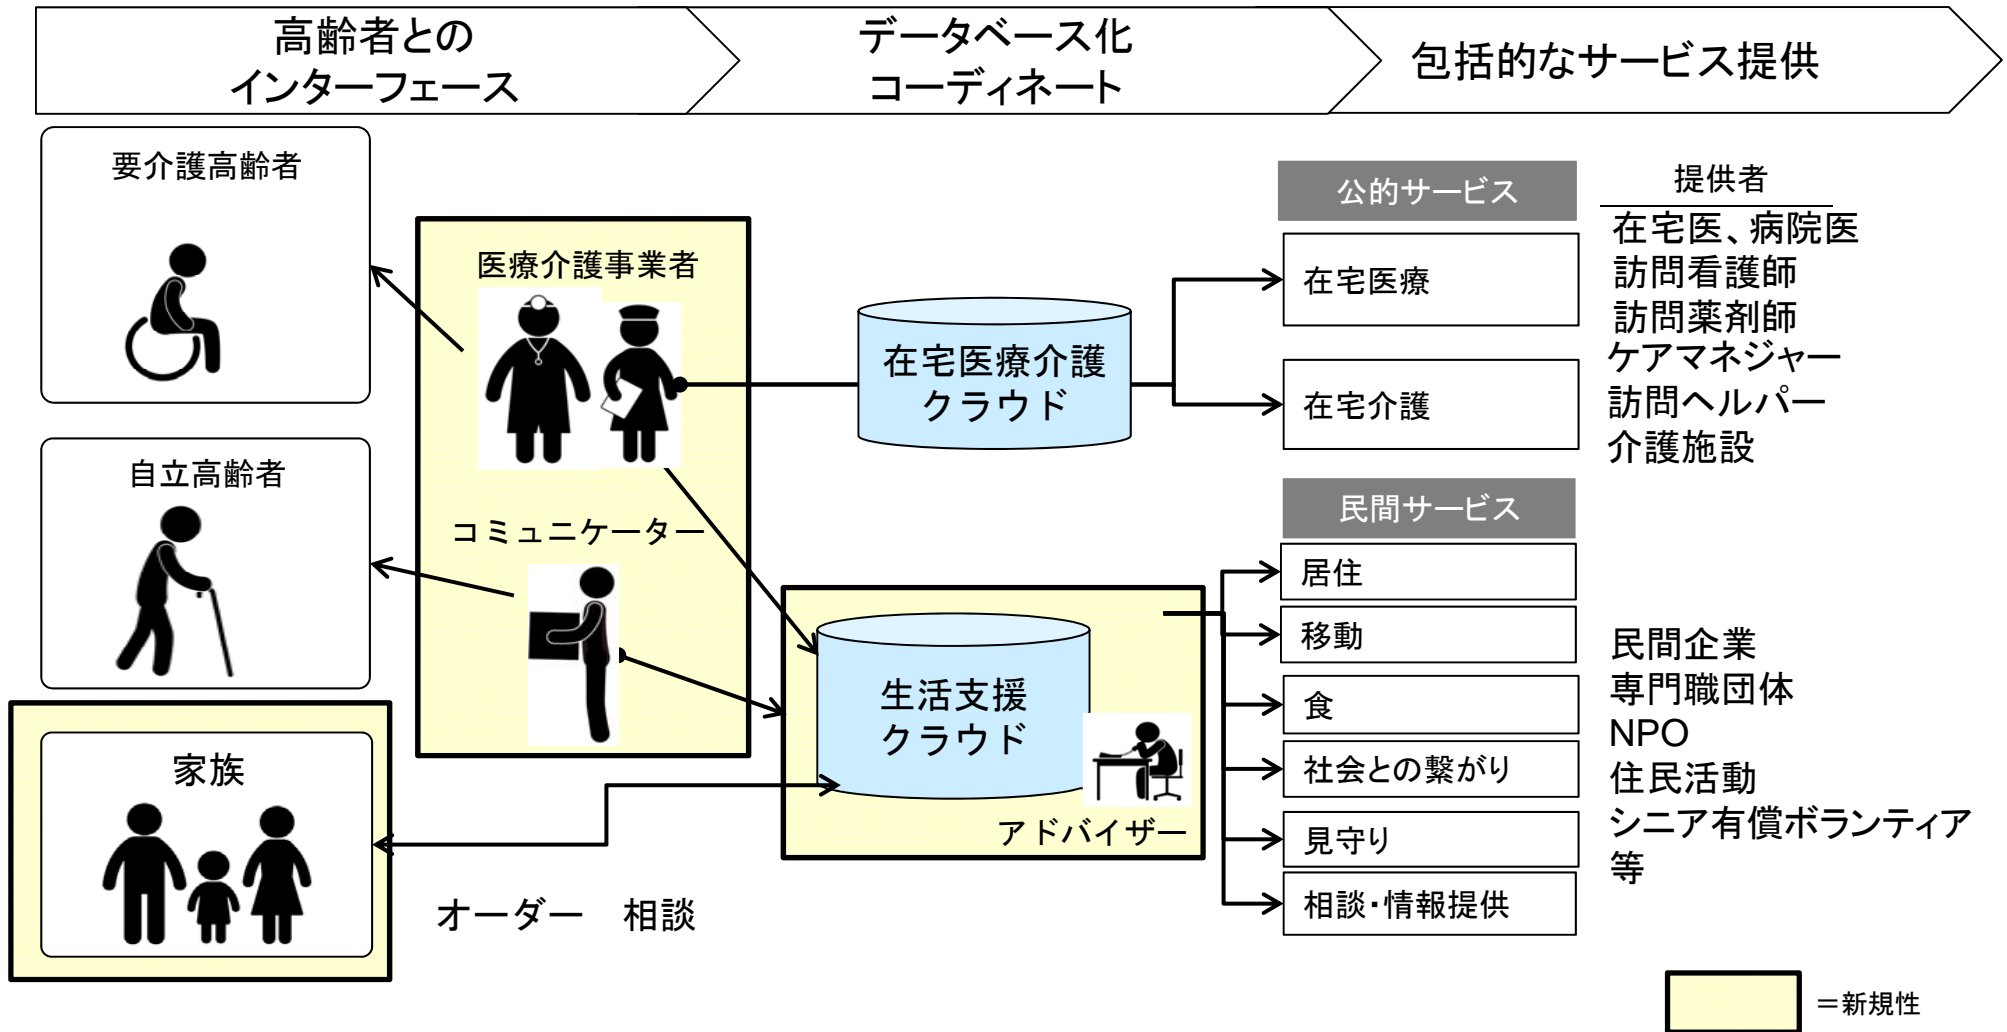 高齢者との
インターフェース
データベース化
コーディネート
包括的なサービス提供
要介護高齢者
自立高齢者
家族
医療介護事業者
コミュニケーター
オーダー　相談
在宅医療介護
クラウド
生活支援
クラウド
アドバイザー
公的サービス
在宅医療
在宅介護
民間サービス
居住
移動
食
社会との繋がり
見守り
相談・情報提供
提供者
在宅医、病院医
訪問看護師
訪問薬剤師
ケアマネジャー
訪問ヘルパー
介護施設
民間企業
専門職団体
NPO
住民活動
シニア有償ボランティア
等
＝新規性